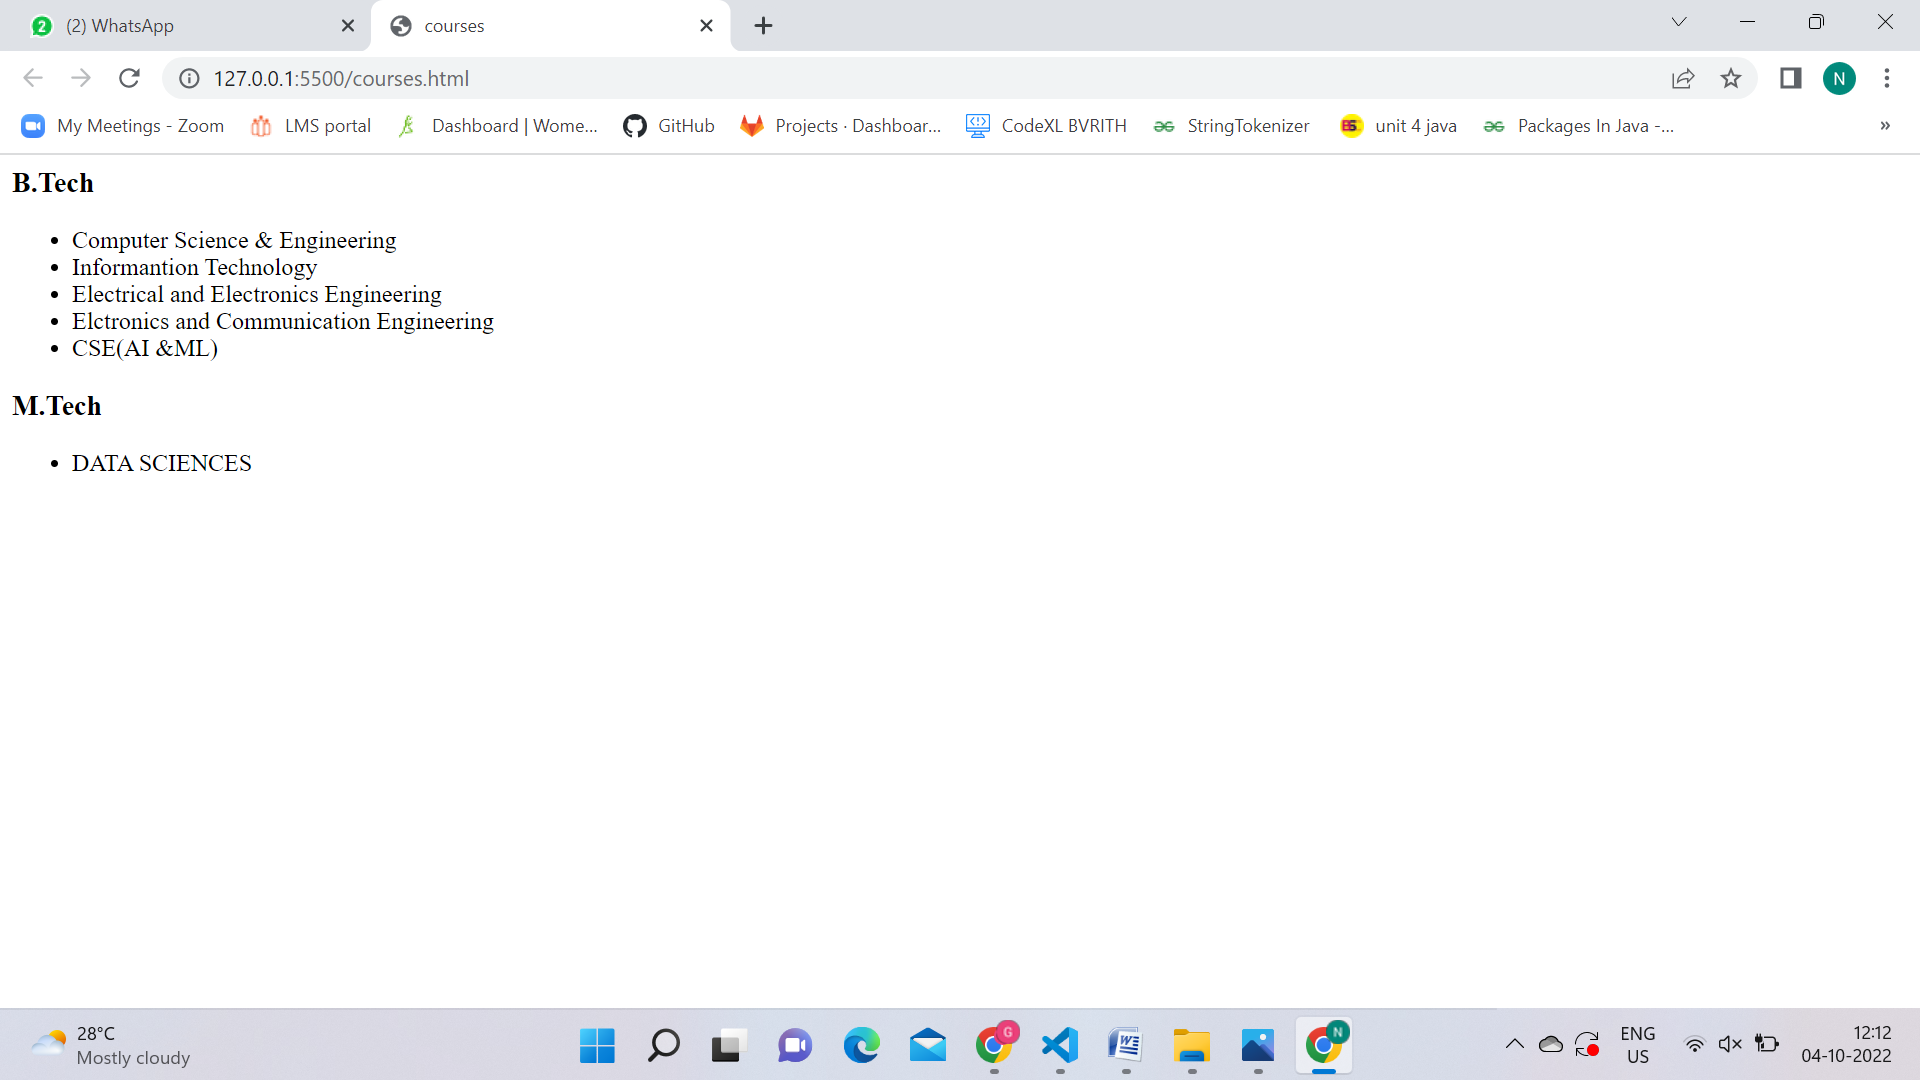 2 (2) WhatsApp courses
127.0.0.1:5500/courses.html N
My Meetings - Zoom LMS portal Dashboard | Wome... GitHub Projects · Dashboar... CodeXL BVRITH StringTokenizer unit 4 java Packages In Java -... »
B.Tech
• Computer Science & Engineering
• Informantion Technology
• Electrical and Electronics Engineering
• Elctronics and Communication Engineering
• CSE(AI &ML)
M.Tech
• DATA SCIENCES
28°C
Mostly cloudy
G
W
N
ENG
US
12:12
04-10-2022